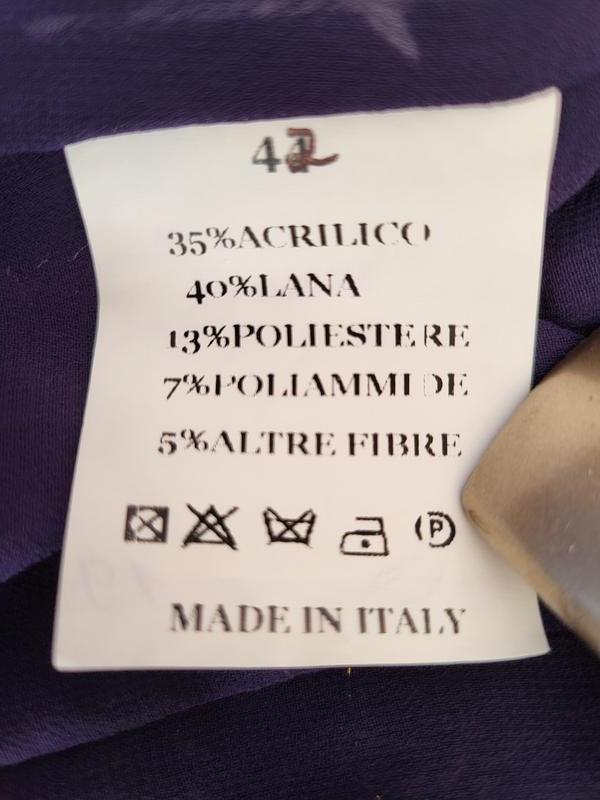 42
35%ACRILICO
40%LANA
13%POLIESTERE
7%POLIAMMIDE
5%ALTRE FIBRE
P
MADE IN ITALY